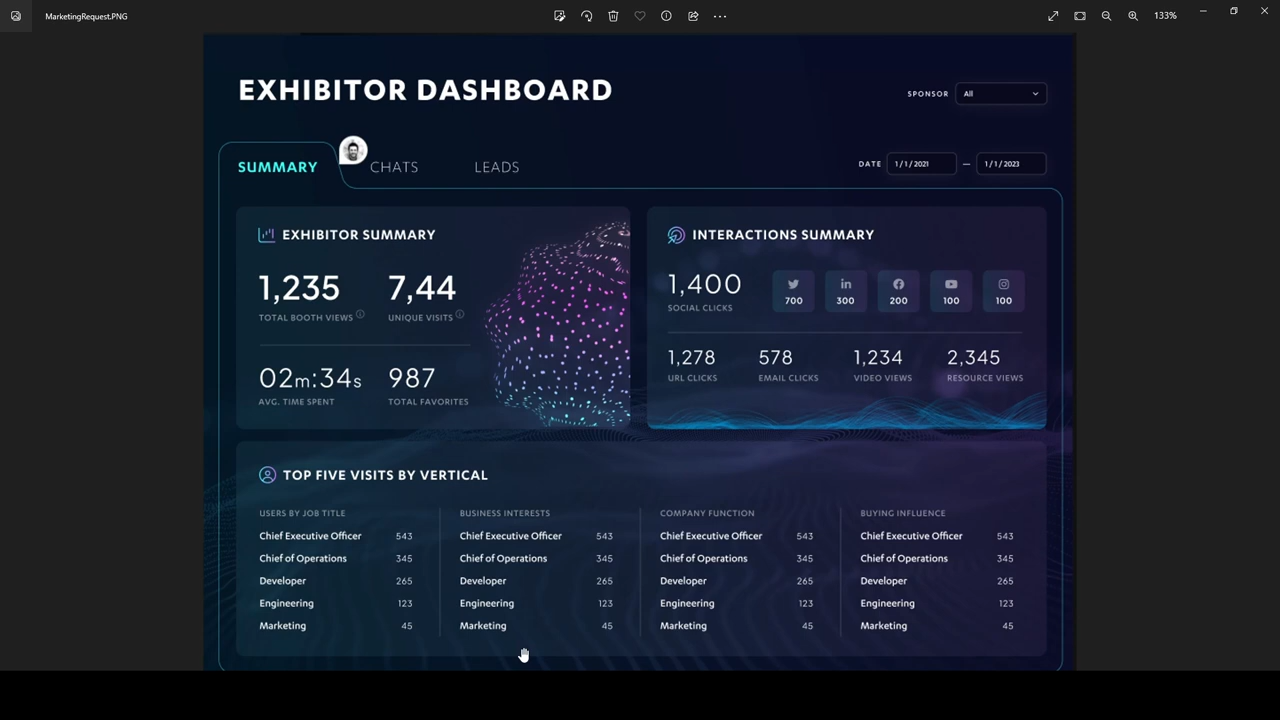 MarketingRequest.PNG
133%
EXHIBITOR DASHBOARD
SPONSOR All
SUMMARY CHATS LEADS
DATE 1/1/2021 — 1/1/2023
EXHIBITOR SUMMARY
1,235 7,44
TOTAL BOOTH VIEWS UNIQUE VISITS
02m:34s 987
AVG. TIME SPENT TOTAL FAVORITES
INTERACTIONS SUMMARY
1,400
SOCIAL CLICKS
700 300 200 100 100
1,278 578 1,234 2,345
URL CLICKS EMAIL CLICKS VIDEO VIEWS RESOURCE VIEWS
TOP FIVE VISITS BY VERTICAL
USERS BY JOB TITLE
Chief Executive Officer 543
Chief of Operations 345
Developer 265
Engineering 123
Marketing 45
BUSINESS INTERESTS
Chief Executive Officer 543
Chief of Operations 345
Developer 265
Engineering 123
Marketing 45
COMPANY FUNCTION
Chief Executive Officer 543
Chief of Operations 345
Developer 265
Engineering 123
Marketing 45
BUYING INFLUENCE
Chief Executive Officer 543
Chief of Operations 345
Developer 265
Engineering 123
Marketing 45